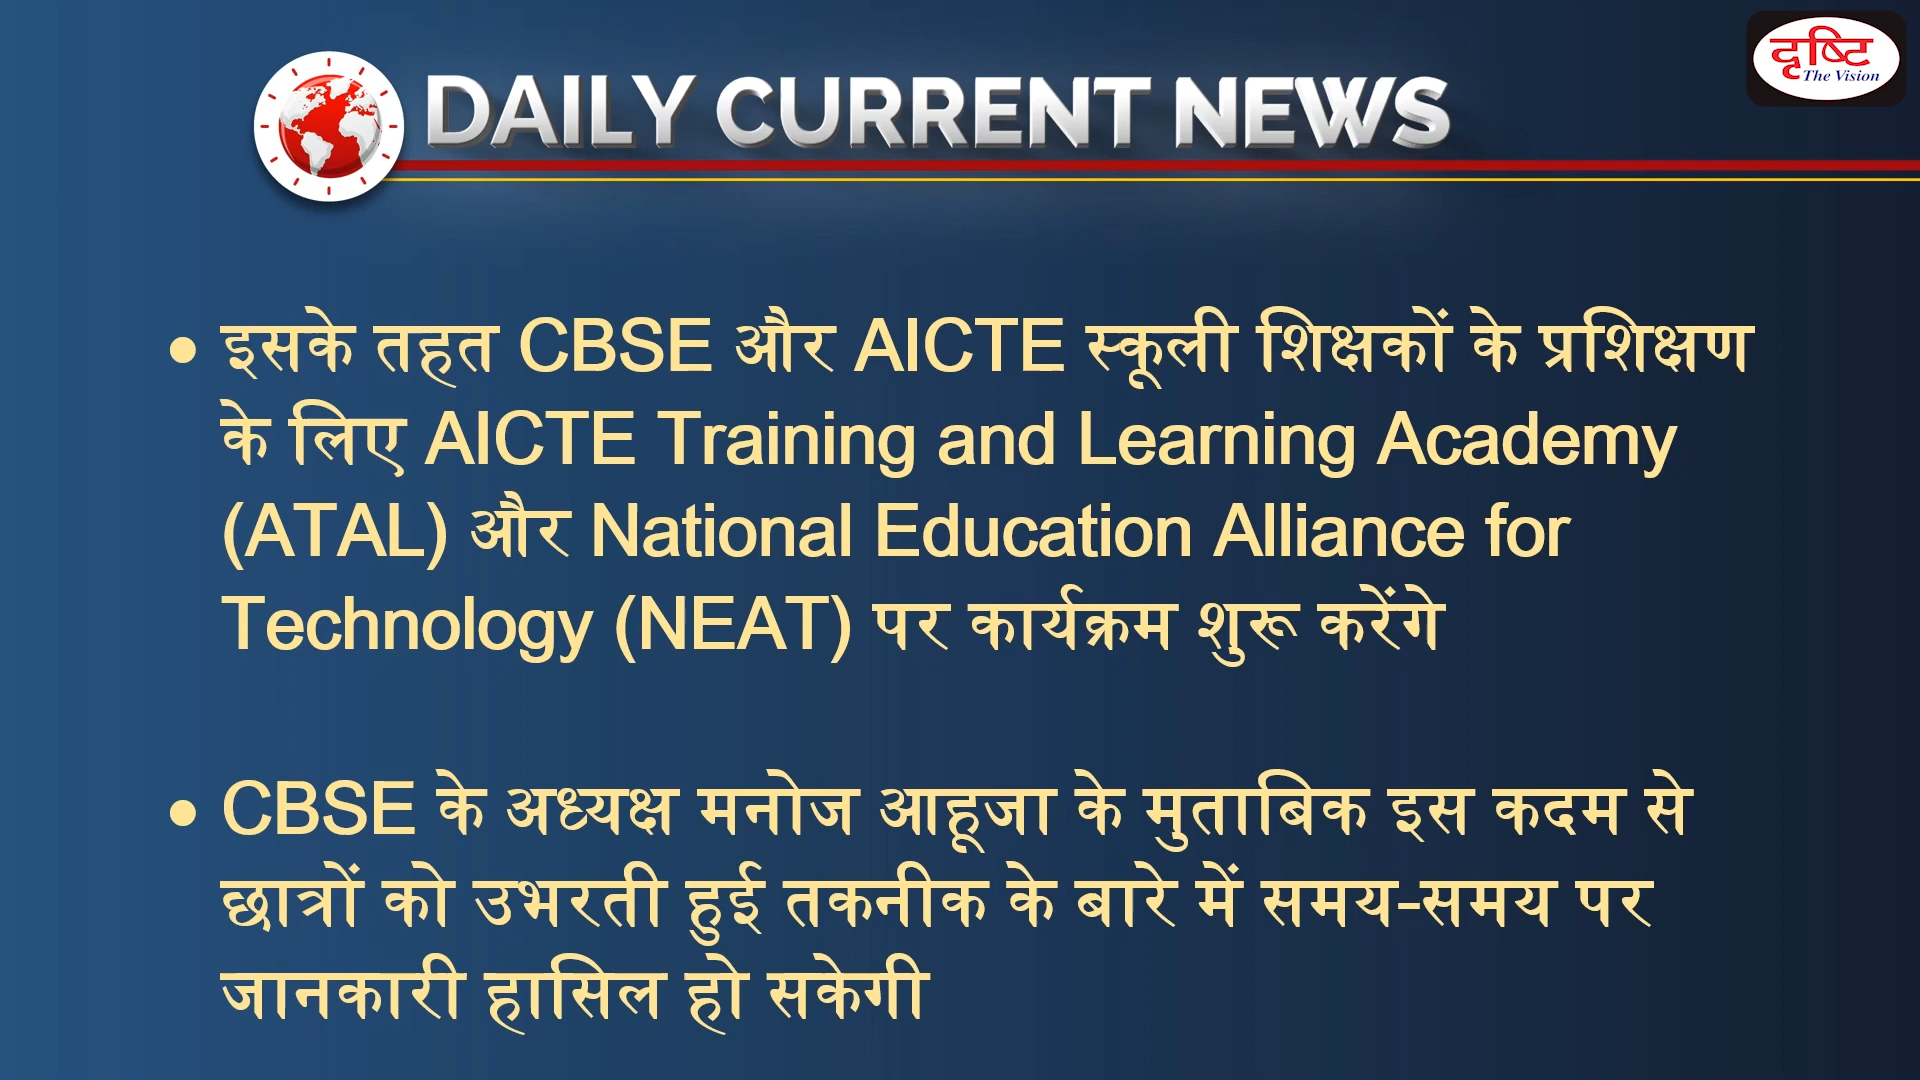 दृष्टि
The Vision
DAILY CURRENT NEWS
• इसके तहत CBSE और AICTE स्कूली शिक्षकों के प्रशिक्षण
के लिए AICTE Training and Learning Academy
(ATAL) और National Education Alliance for
Technology (NEAT) पर कार्यक्रम शुरू करेंगे
• CBSE के अध्यक्ष मनोज आहूजा के मुताबिक इस कदम से
छात्रों को उभरती हुई तकनीक के बारे में समय-समय पर
जानकारी हासिल हो सकेगी